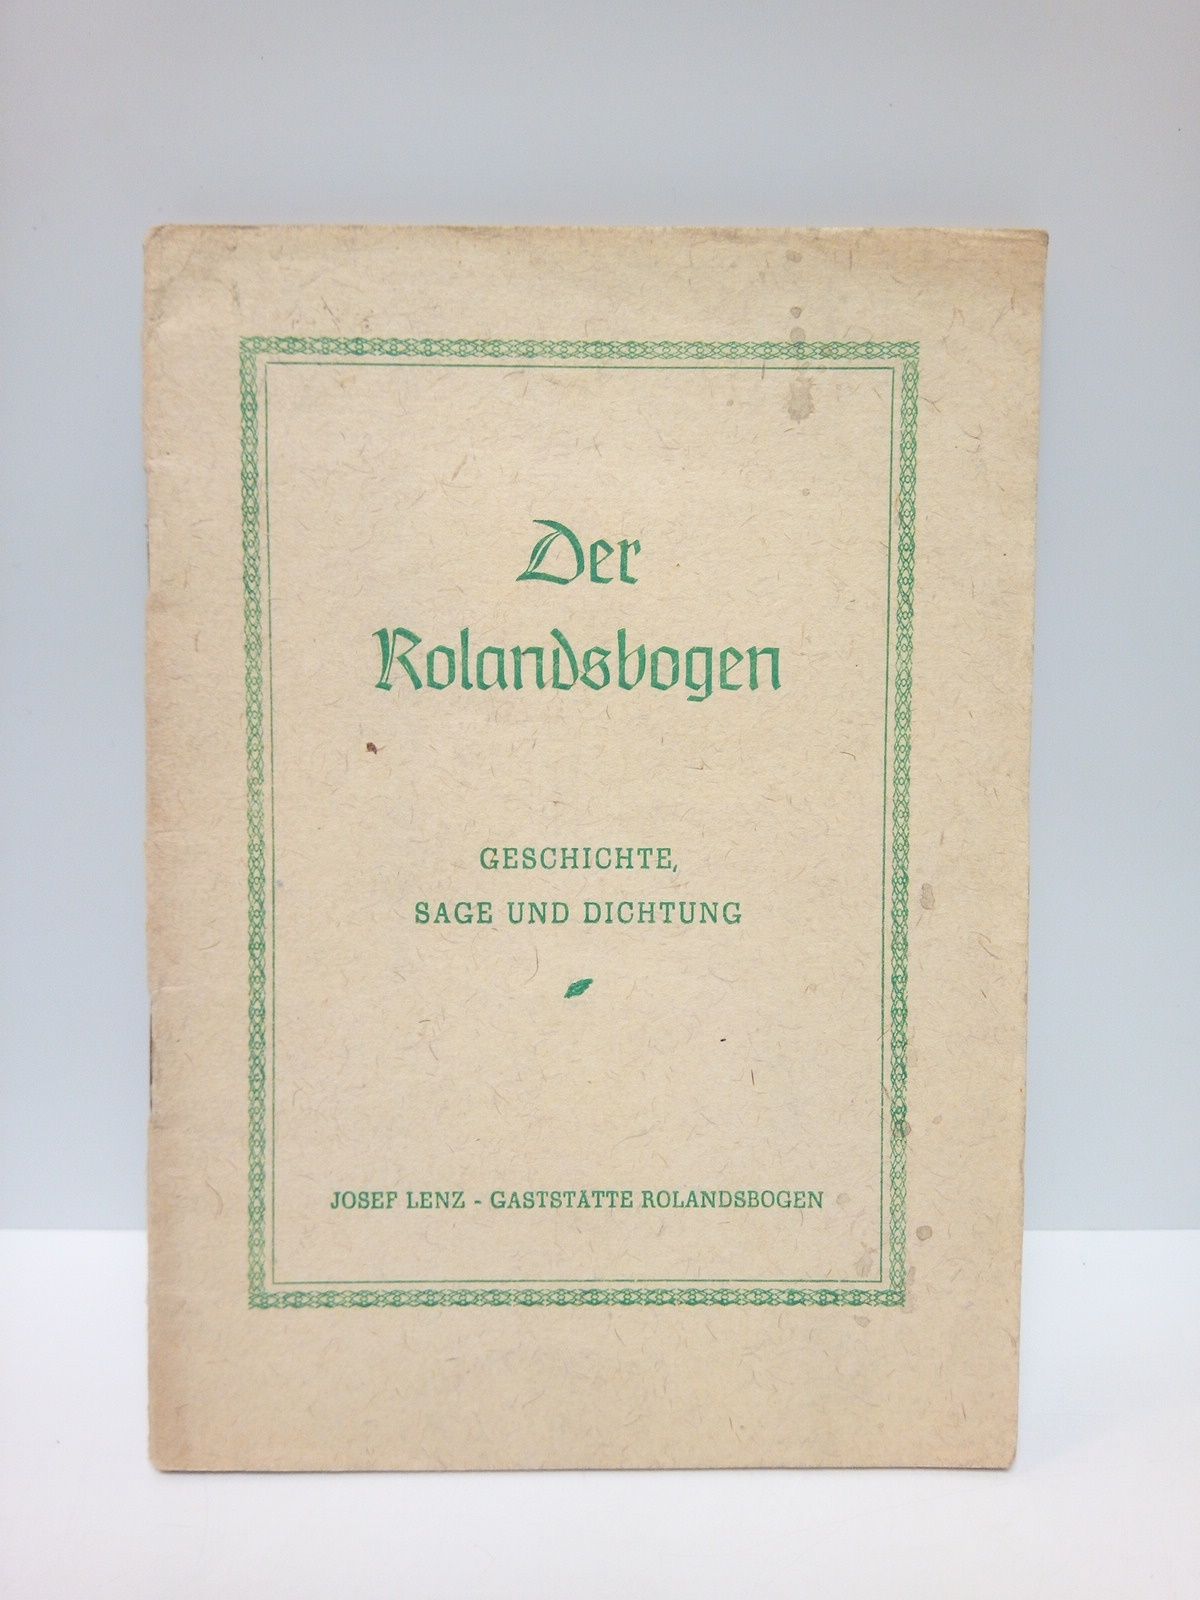 Der
Rolandsbogen
GESCHICHTE,
SAGE UND DICHTUNG
JOSEF LENZ - GASTSTÄTTE ROLANDSBOGEN